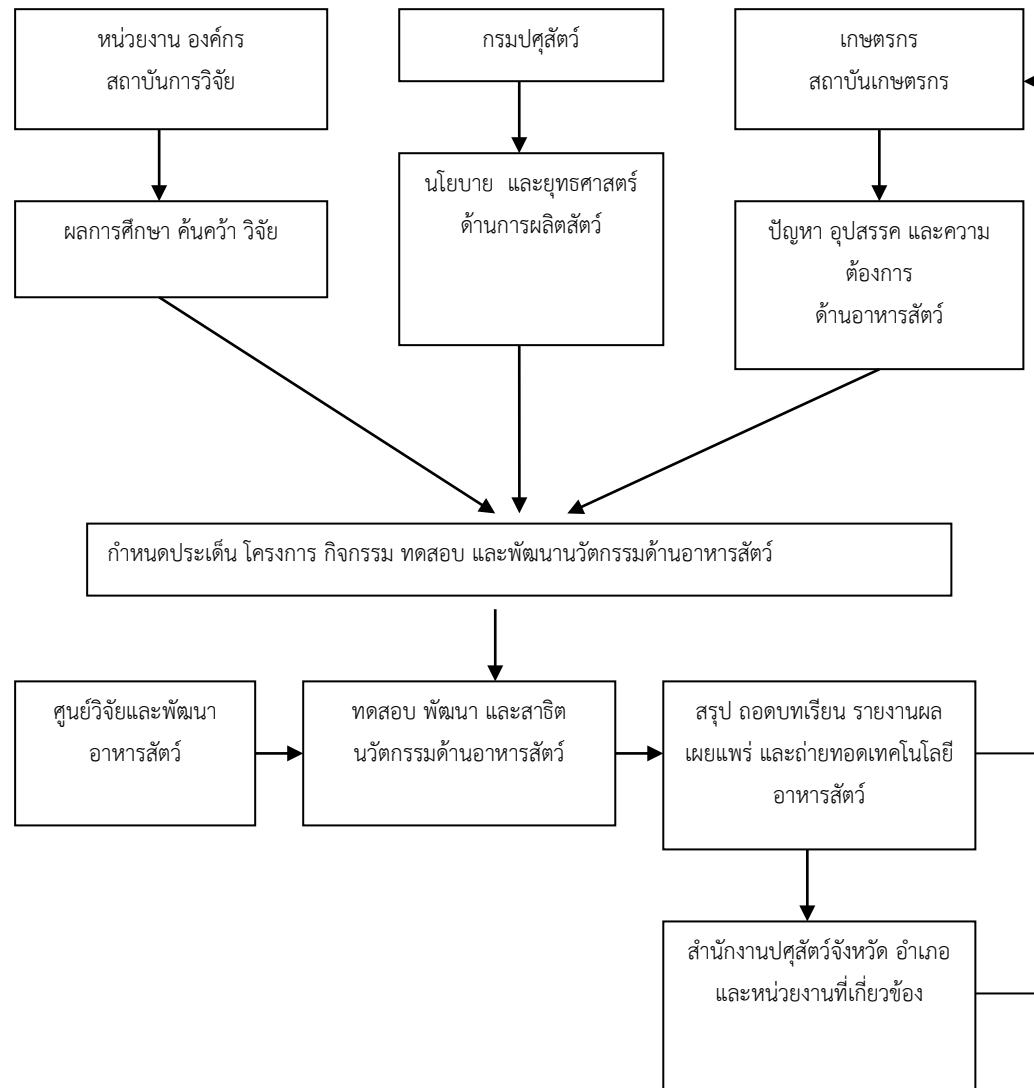 หน่วยงาน องค์กร
สถาบันการวิจัย
กรมปศุสัตว์
เกษตรกร
สถาบันเกษตรกร
ผลการศึกษา ค้นคว้า วิจัย
นโยบาย และยุทธศาสตร์
ด้านการผลิตสัตว์
ปัญหา อุปสรรค และความ
ต้องการ
ด้านอาหารสัตว์
กำหนดประเด็น โครงการ กิจกรรม ทดสอบ และพัฒนานวัตกรรมด้านอาหารสัตว์
ศูนย์วิจัยและพัฒนา
อาหารสัตว์
ทดสอบ พัฒนา และสาธิต
นวัตกรรมด้านอาหารสัตว์
สรุป ถอดบทเรียน รายงานผล
เผยแพร่ และถ่ายทอดเทคโนโลยี
อาหารสัตว์
สำนักงานปศุสัตว์จังหวัด อำเภอ
และหน่วยงานที่เกี่ยวข้อง